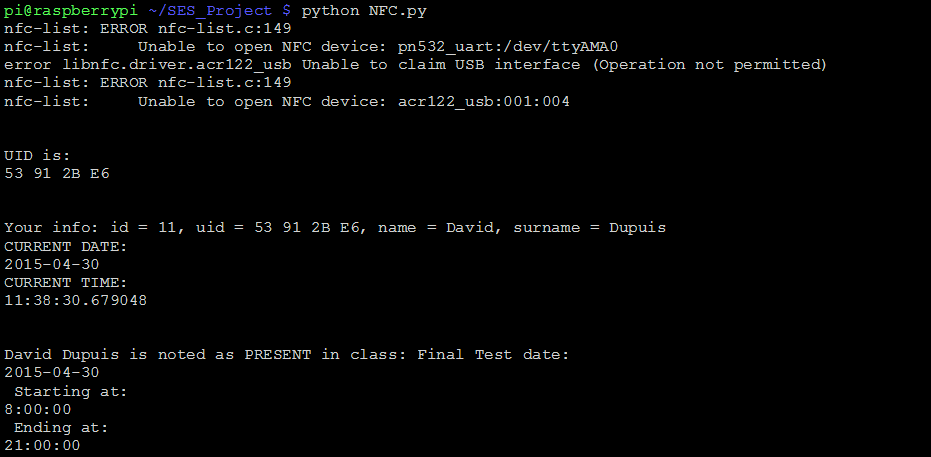 pi@raspberrypi ~/SES_Project $ python NFC.py
nfc-list: ERROR nfc-list.c:149
nfc-list:     Unable to open NFC device: pn532_uart:/dev/ttyAMA0
error libnfc.driver.acr122_usb Unable to claim USB interface (Operation not permitted)
nfc-list: ERROR nfc-list.c:149
nfc-list:     Unable to open NFC device: acr122_usb:001:004
UID is:
53 91 2B E6
Your info: id = 11, uid = 53 91 2B E6, name = David, surname = Dupuis
CURRENT DATE:
2015-04-30
CURRENT TIME:
11:38:30.679048
David Dupuis is noted as PRESENT in class: Final Test date:
2015-04-30
 Starting at:
8:00:00
 Ending at:
21:00:00